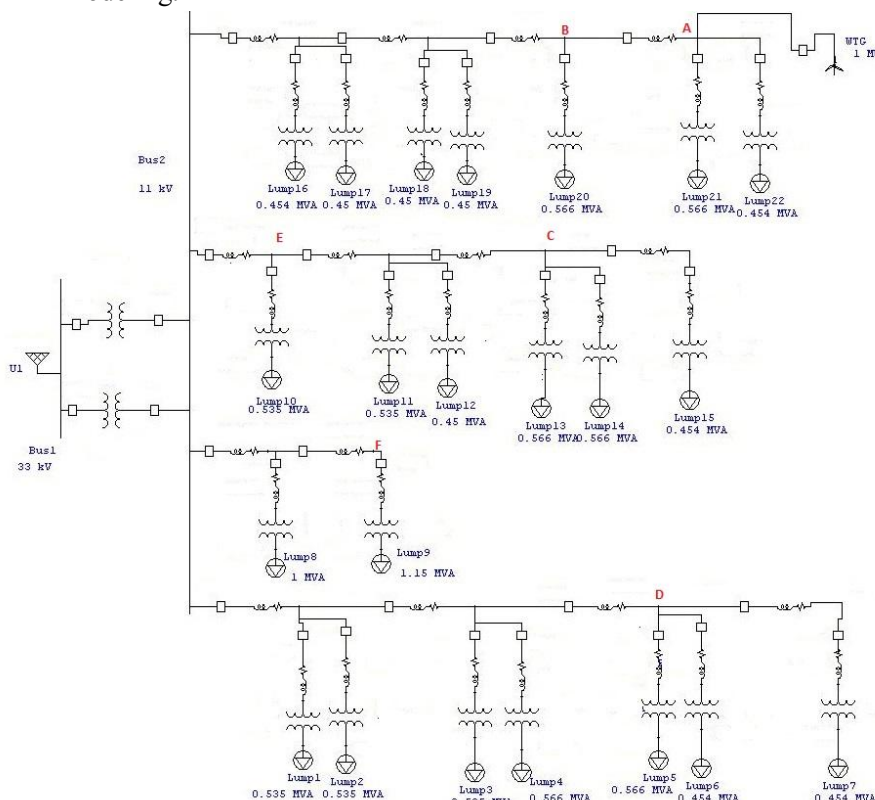 B
A
WTG
Bus2
11 kV
Lump16
0.454 MVA
Lump17
0.45 MVA
Lump18
0.45 MVA
Lump19
0.45 MVA
Lump20
0.566 MVA
Lump21
0.566 MVA
Lump22
0.454 MVA
E
C
U1
Lump10
0.535 MVA
Lump11
0.535 MVA
Lump12
0.45 MVA
Lump13
0.566 MVA
Lump14
0.566 MVA
Lump15
0.454 MVA
Bus1
33 kV
F
Lump8
1 MVA
Lump9
1.15 MVA
D
Lump1
0.535 MVA
Lump2
0.535 MVA
Lump3
Lump4
0.566 MVA
Lump5
0.566 MVA
Lump6
0.454 MVA
Lump7
0.454 MVA